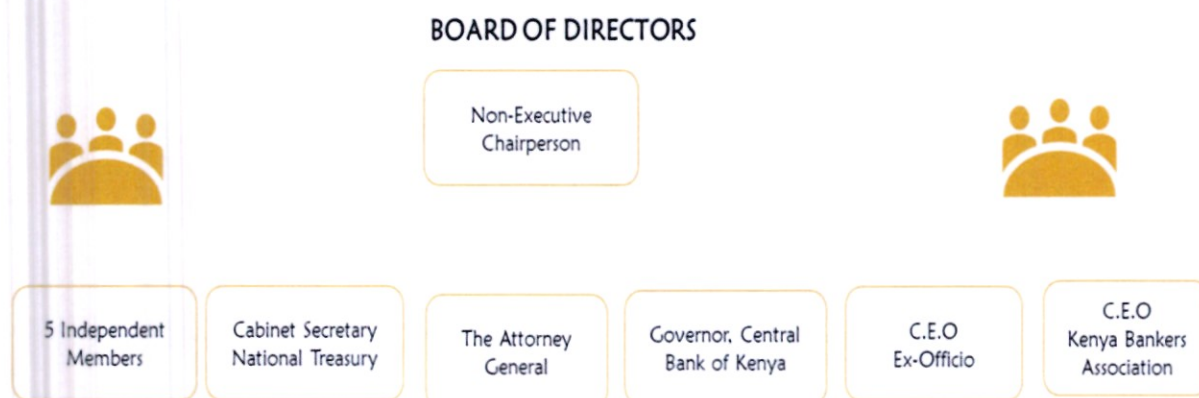 BOARD OF DIRECTORS
Non-Executive
Chairperson
5 Independent
Members
Cabinet Secretary
National Treasury
The Attorney
General
Governor, Central
Bank of Kenya
C.E.O
Ex-Officio
C.E.O
Kenya Bankers
Association